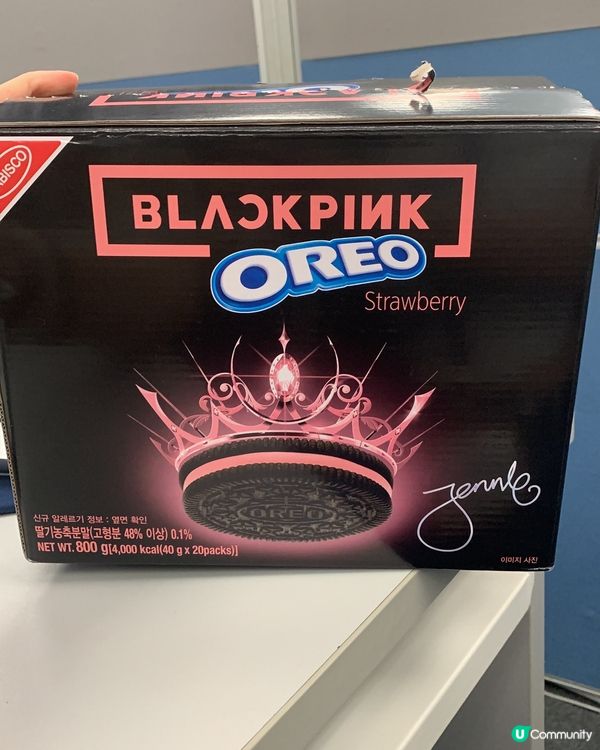 BISCO
BLACKPINK
OREO
Strawberry
OREO
Jennie
신규 알레르기 정보 : 옆면 확인
딸기농축분말(고형분 48% 이상) 0.1%
NET WT. 800 g[4,000 kcal(40 g x 20packs)]
이미지 사진
U Community